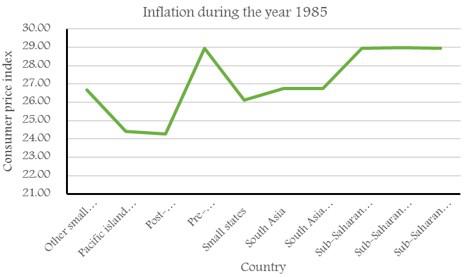 Inflation during the year 1985
Consumer price index
30.00
29.00
28.00
27.00
26.00
25.00
24.00
23.00
22.00
21.00
Other small…
Pacific island…
Post-…
Pre-…
Small states
South Asia
South Asia…
Sub-Saharan…
Sub-Saharan…
Sub-Saharan…
Country